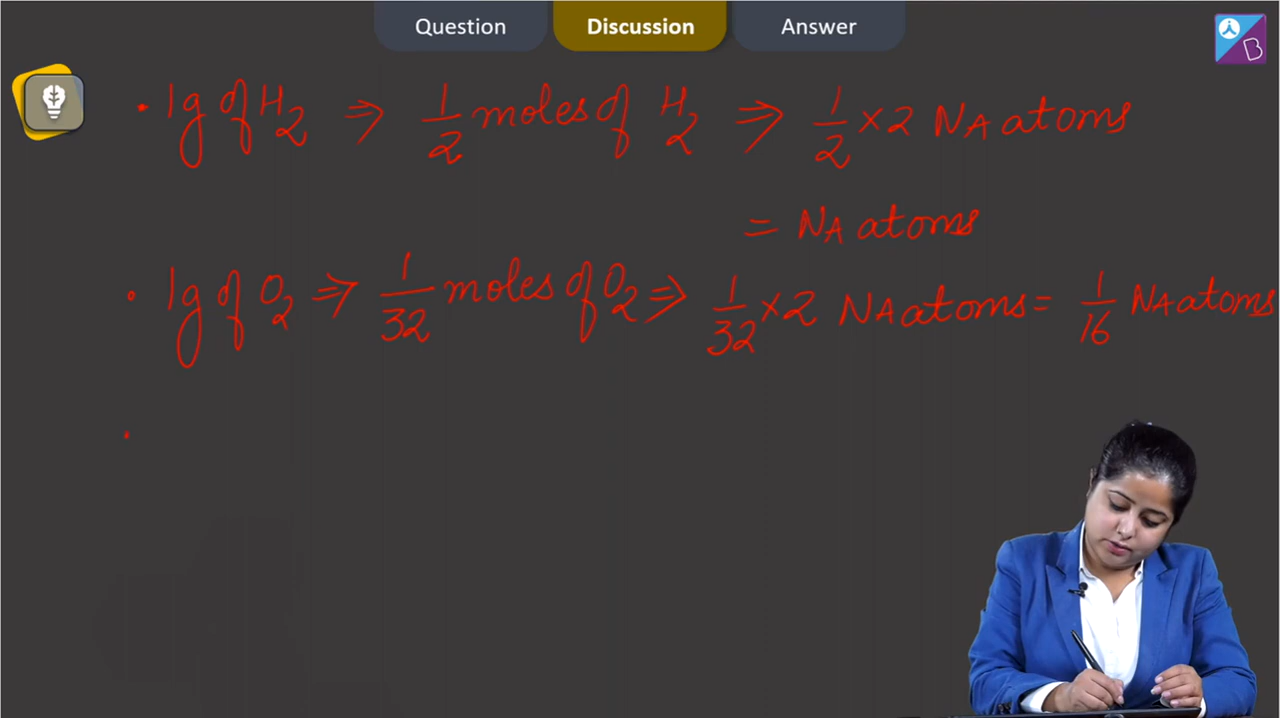 Question Discussion Answer
B
• 1g of H₂ ⇒ 1/2 moles of H₂ ⇒ 1/2 × 2 NA atoms
= NA atoms
• 1g of O₂ ⇒ 1/32 moles of O₂ ⇒ 1/32 × 2 NA atoms = 1/16 NA atoms
•